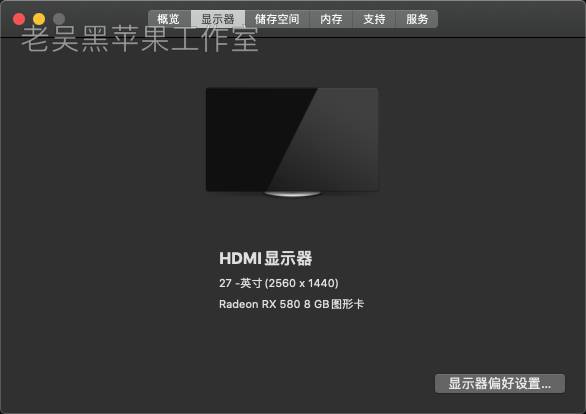 概览 显示器 储存空间 内存 支持 服务
老吴黑苹果工作室
HDMI显示器
27 -英寸 (2560 x 1440)
Radeon RX 580 8 GB图形卡
显示器偏好设置...